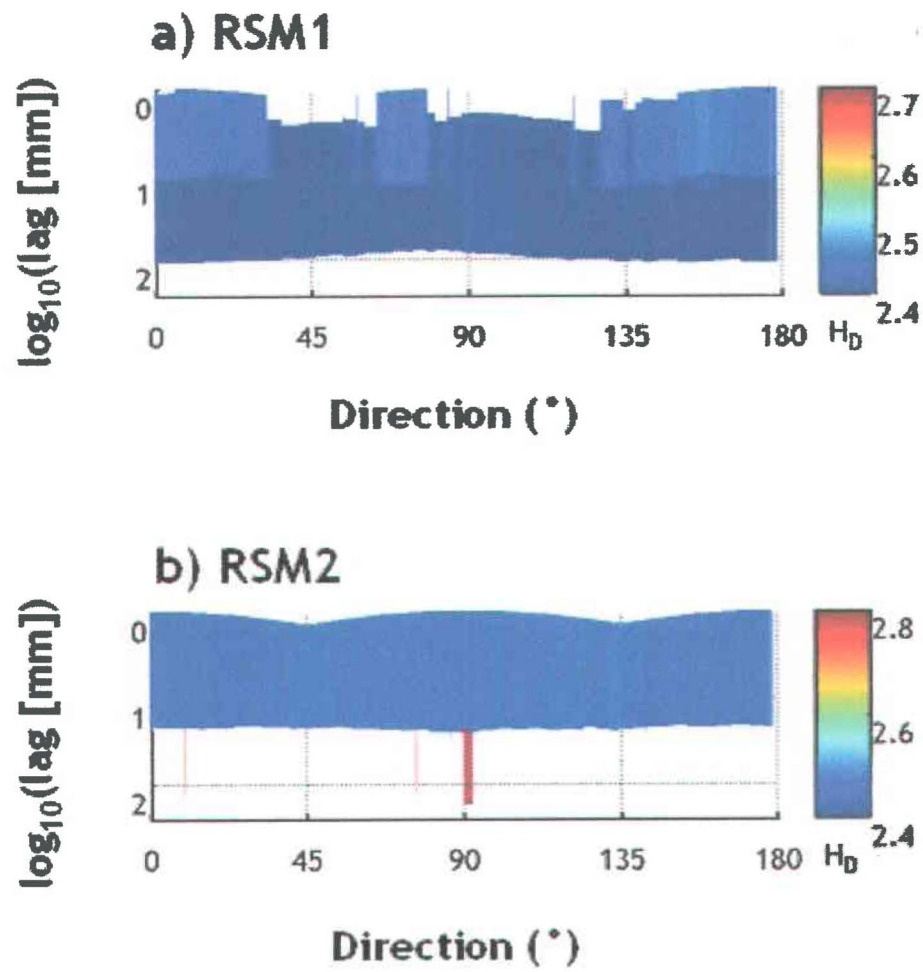 a) RSM1
log10(lag [mm])
0
1
2
0 45 90 135 180
Direction (°)
2.7
2.6
2.5
2.4
HD
b) RSM2
log10(lag [mm])
0
1
2
0 45 90 135 180
Direction (°)
2.8
2.6
2.4
HD